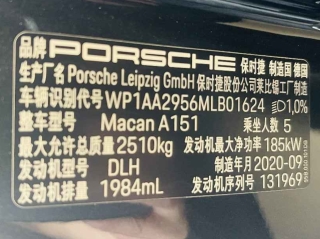 品牌 PORSCHE 保时捷 制造国 德国
生产厂名 Porsche Leipzig GmbH 保时捷股份公司莱比锡工厂制造
车辆识别代号 WP1AA2956MLB01624 1,0%
整车型号 Macan A151 乘坐人数 5
最大允许总质量 2510kg 发动机最大净功率 185kW
发动机型号 DLH 制造年月 2020-09
发动机排量 1984mL 发动机序列号 131969